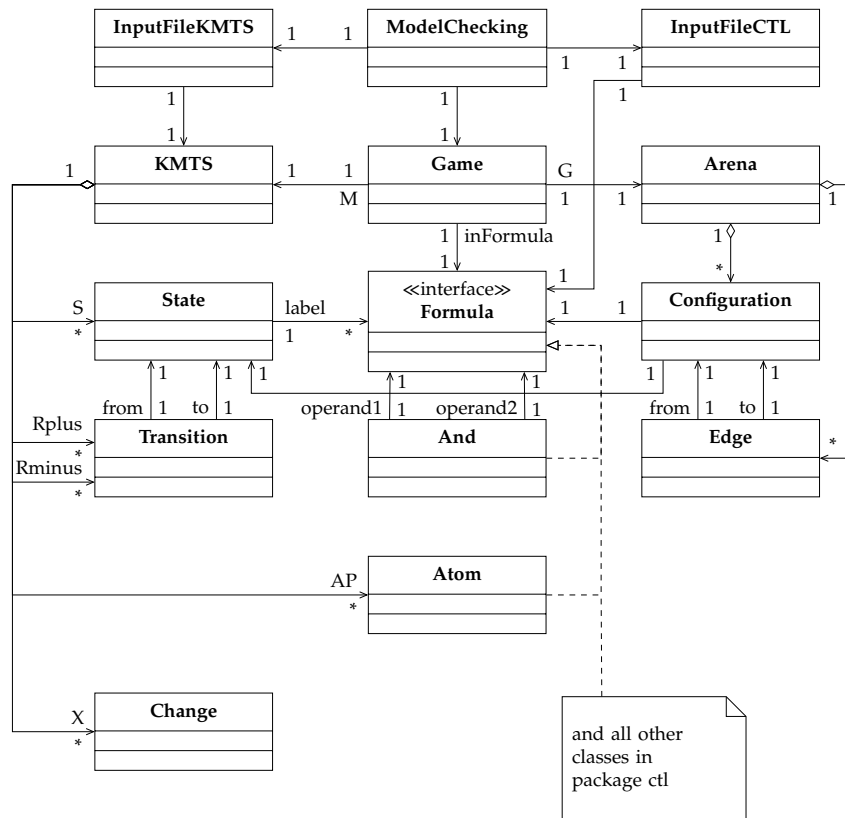 InputFileKMTS
ModelChecking
InputFileCTL
1 1
1 1
1 1
1 1
1 1
KMTS
Game
Arena
1
1 1
M
G
1 1
1
1 inFormula
1
1
*
«interface»
Formula
State
Configuration
S
*
label
1 *
1
1 1
1 1 1 1 1 1 1 1
from 1 to 1 operand1 1 operand2 1 from 1 to 1
Rplus
*
Rminus
*
Transition
And
Edge
*
AP
*
Atom
X
*
Change
and all other
classes in
package ctl